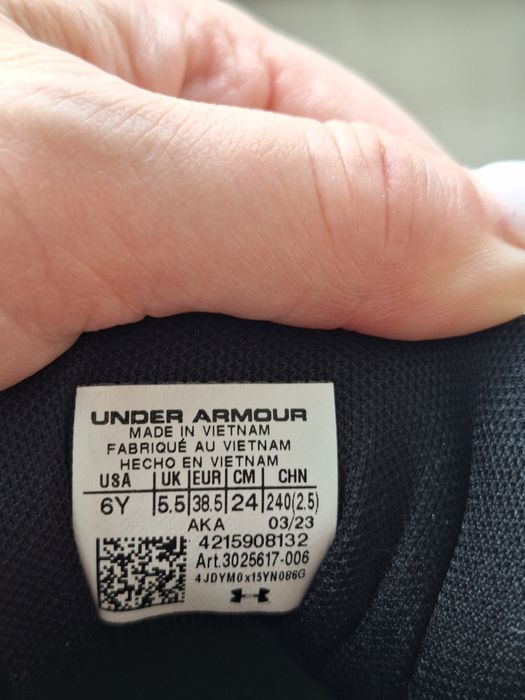 UNDER ARMOUR
MADE IN VIETNAM
FABRIQUÉ AU VIETNAM
HECHO EN VIETNAM
USA UK EUR CM CHN
6Y 5.5 38.5 24 240(2.5)
AKA 03/23
4215908132
Art.3025617-006
4JDYM0x15YN086G